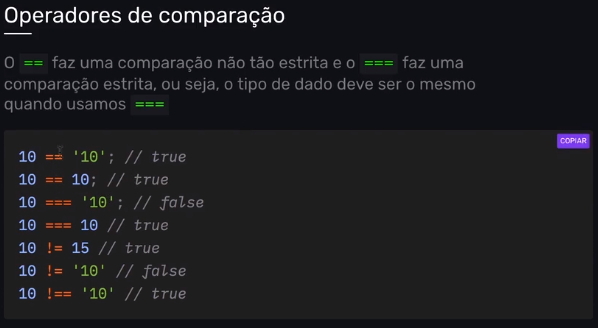 Operadores de comparação
O == faz uma comparação não tão estrita e o === faz uma
comparação estrita, ou seja, o tipo de dado deve ser o mesmo
quando usamos ===
COPIAR
10 == '10'; // true
10 == 10; // true
10 === '10'; // false
10 === 10 // true
10 != 15 // true
10 != '10' // false
10 !== '10' // true